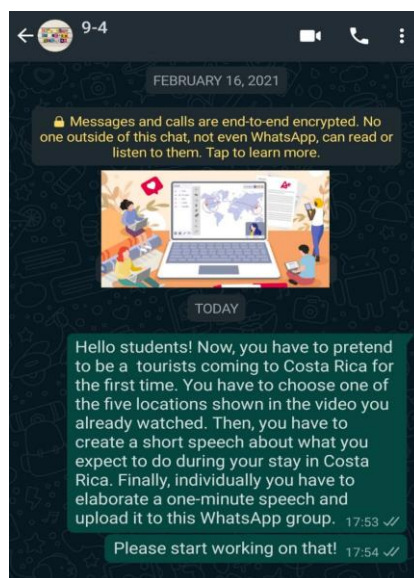 9-4
FEBRUARY 16, 2021
Messages and calls are end-to-end encrypted. No
one outside of this chat, not even WhatsApp, can read or
listen to them. Tap to learn more.
A+
TODAY
Hello students! Now, you have to pretend
to be a  tourists coming to Costa Rica for
the first time. You have to choose one of
the five locations shown in the video you
already watched. Then, you have to
create a short speech about what you
expect to do during your stay in Costa
Rica. Finally, individually you have to
elaborate a one-minute speech and
upload it to this WhatsApp group. 17:53
Please start working on that! 17:54